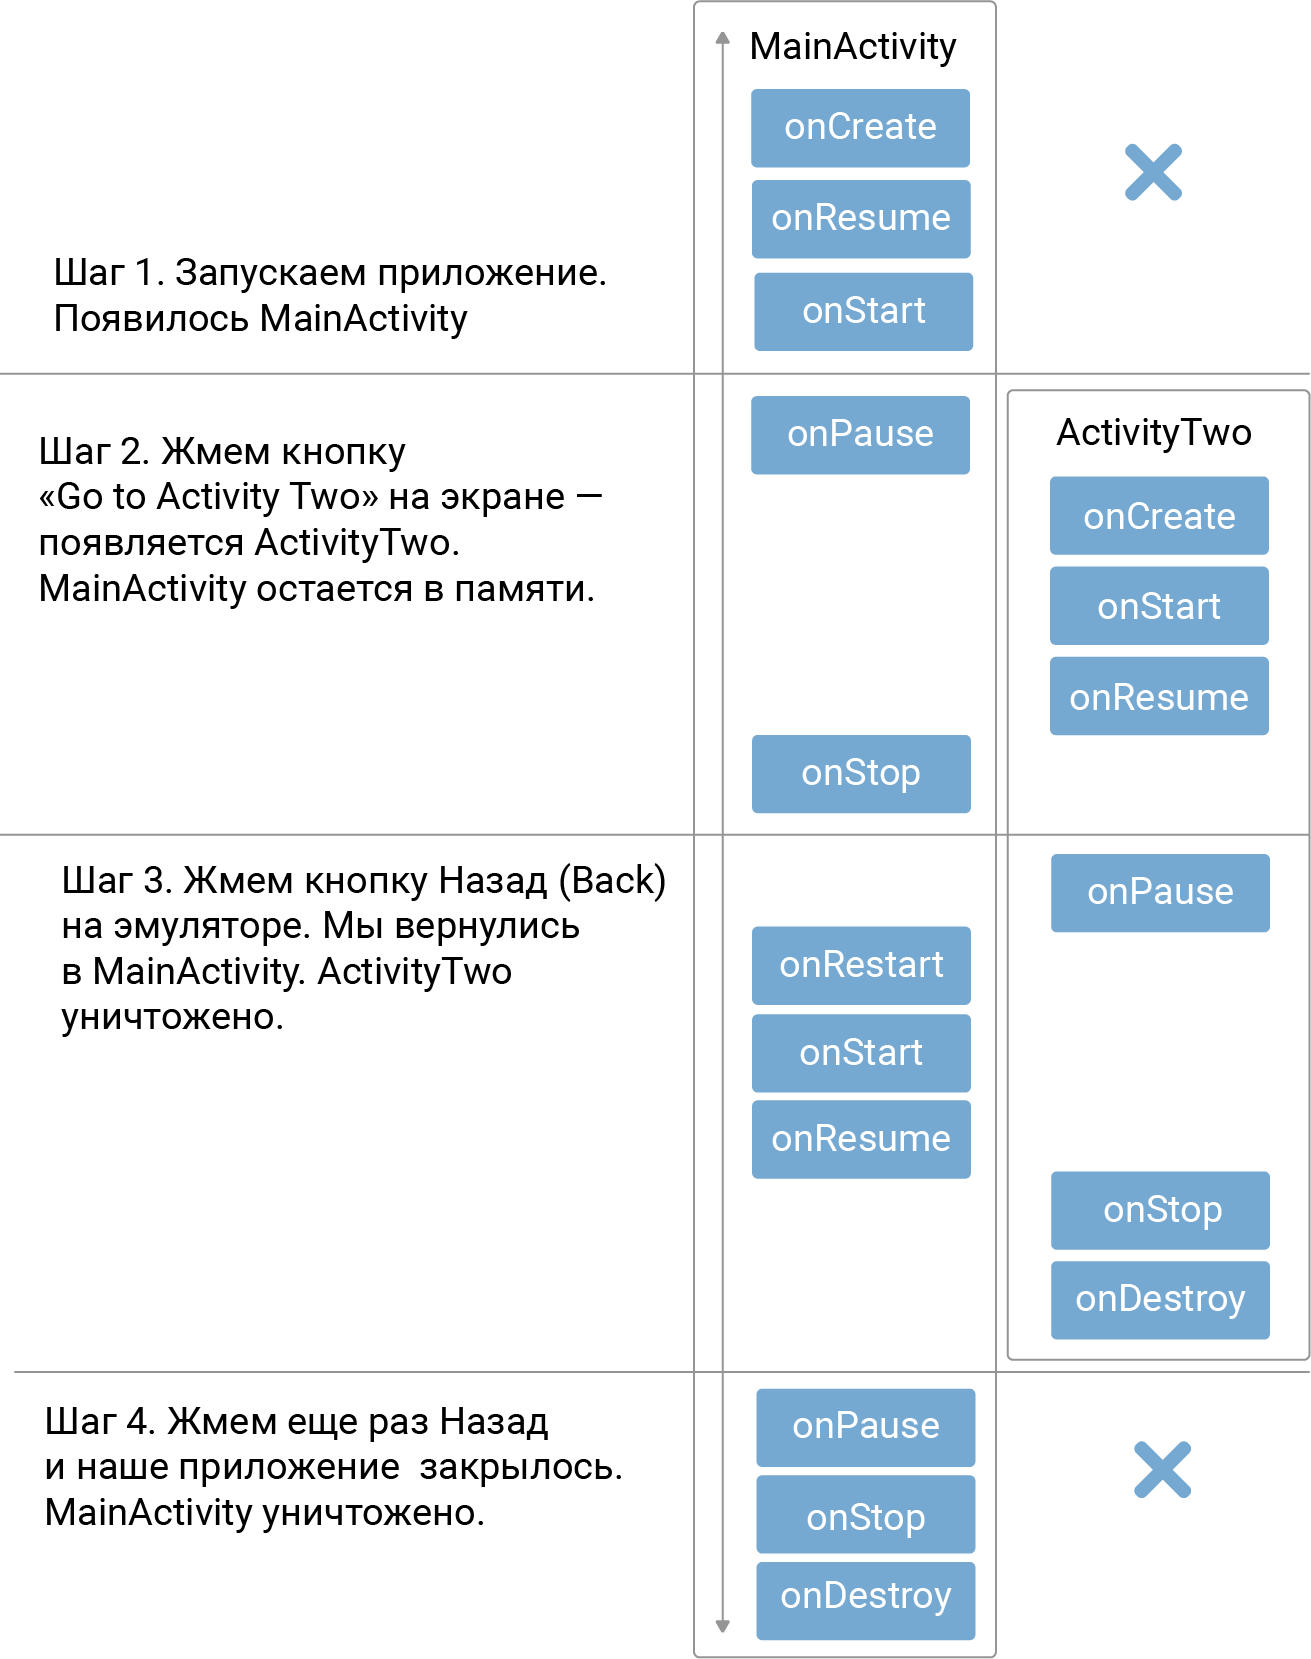 MainActivity
onCreate
onResume
onStart
Шаг 1. Запускаем приложение.
Появилось MainActivity
Шаг 2. Жмем кнопку
«Go to Activity Two» на экране —
появляется ActivityTwo.
MainActivity остается в памяти.
onPause
ActivityTwo
onCreate
onStart
onResume
onStop
Шаг 3. Жмем кнопку Назад (Back)
на эмуляторе. Мы вернулись
в MainActivity. ActivityTwo
уничтожено.
onPause
onRestart
onStart
onResume
onStop
onDestroy
Шаг 4. Жмем еще раз Назад
и наше приложение  закрылось.
MainActivity уничтожено.
onPause
onStop
onDestroy